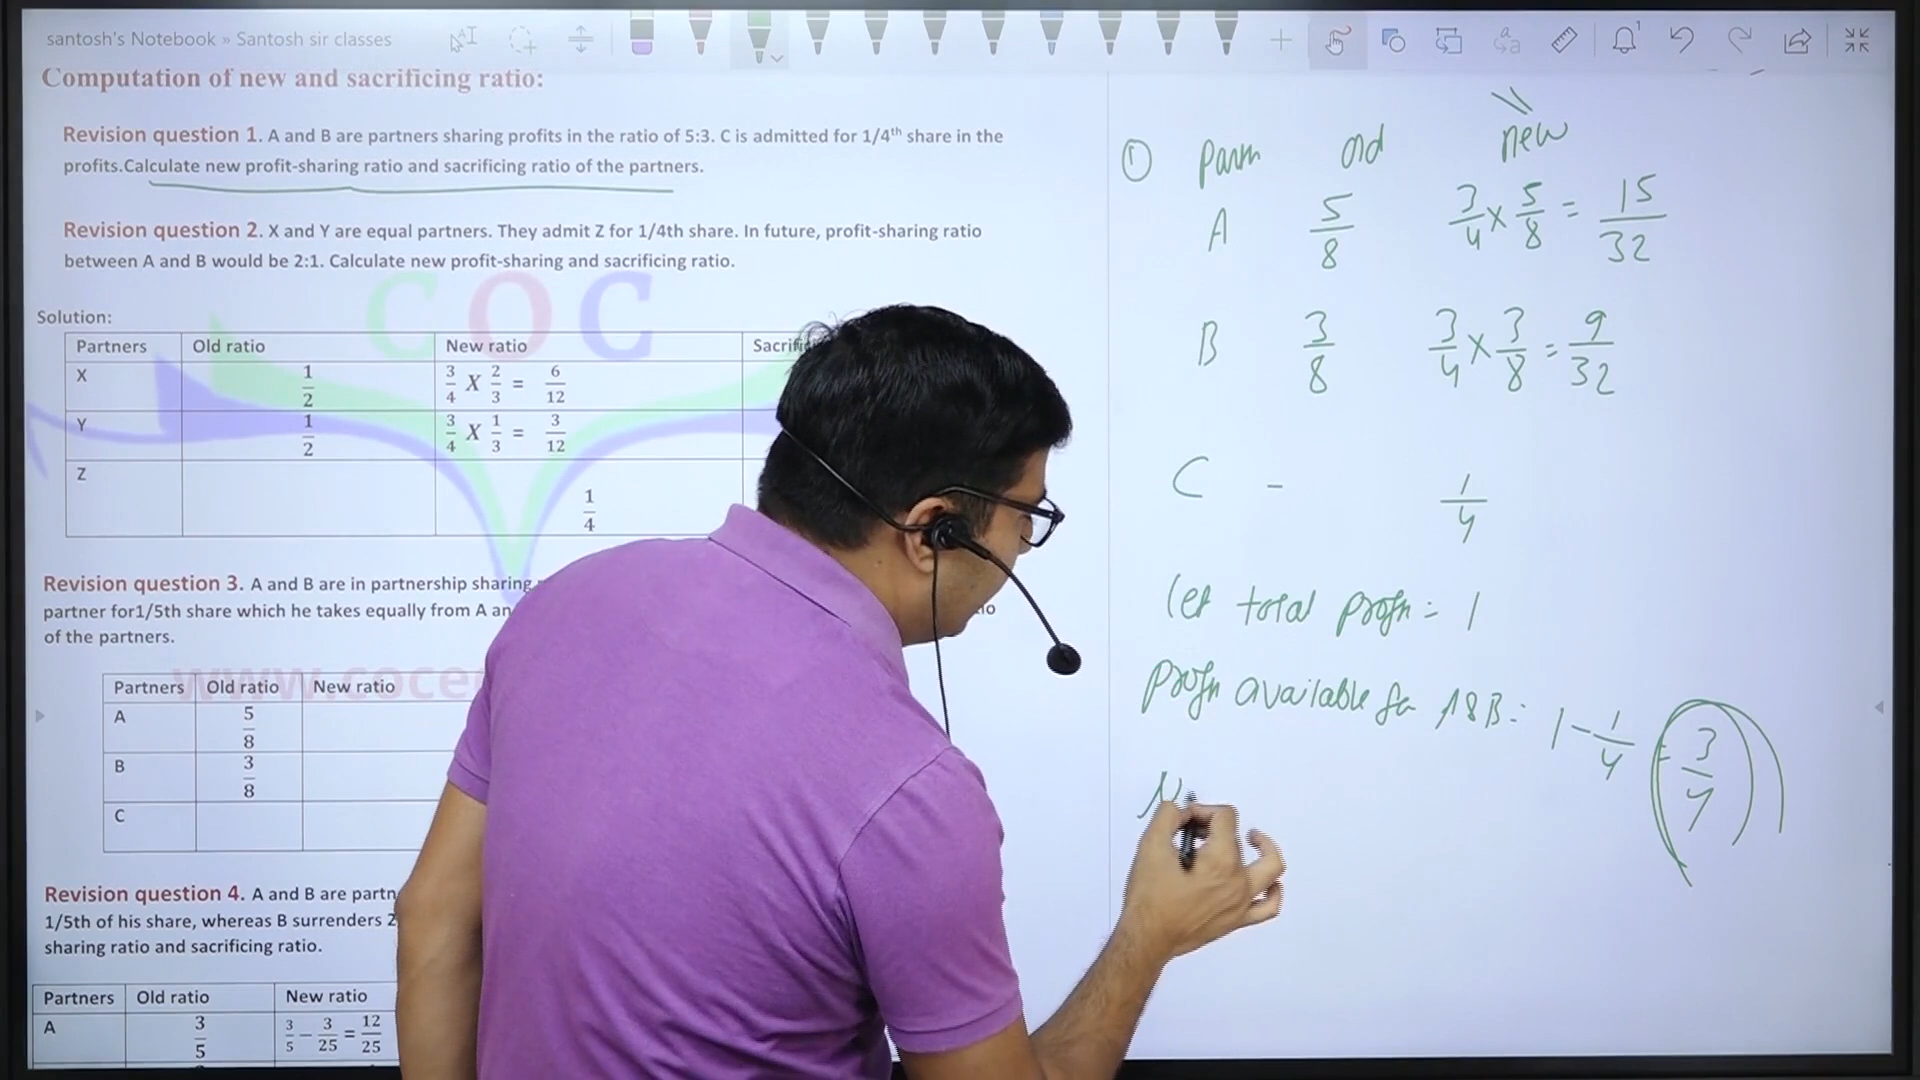 santosh's Notebook » Santosh sir classes
Computation of new and sacrificing ratio:
Revision question 1. A and B are partners sharing profits in the ratio of 5:3. C is admitted for 1/4th share in the
profits.Calculate new profit-sharing ratio and sacrificing ratio of the partners.
Revision question 2. X and Y are equal partners. They admit Z for 1/4th share. In future, profit-sharing ratio
between A and B would be 2:1. Calculate new profit-sharing and sacrificing ratio.
COC
Solution:
Partners Old ratio New ratio
X 1/2 3/4 X 2/3 = 6/12
Y 1/2 3/4 X 1/3 = 3/12
Z 1/4
Revision question 3. A and B are in partnership sharing
partner for1/5th share which he takes equally from A
of the partners.
Partners Old ratio New ratio
A 5/8
B 3/8
C
Revision question 4. A and B are
1/5th of his share, whereas B surrenders
sharing ratio and sacrificing ratio.
Partners Old ratio New ratio
A 3/5 3/5 − 3/25 = 12/25
① old new
A 5/8 3/4 × 5/8 = 15/32
B 3/8 3/4 × 3/8 = 9/32
C - 1/4
let total profit = 1
profit available for A & B = 1 - 1/4 = 3/4
N